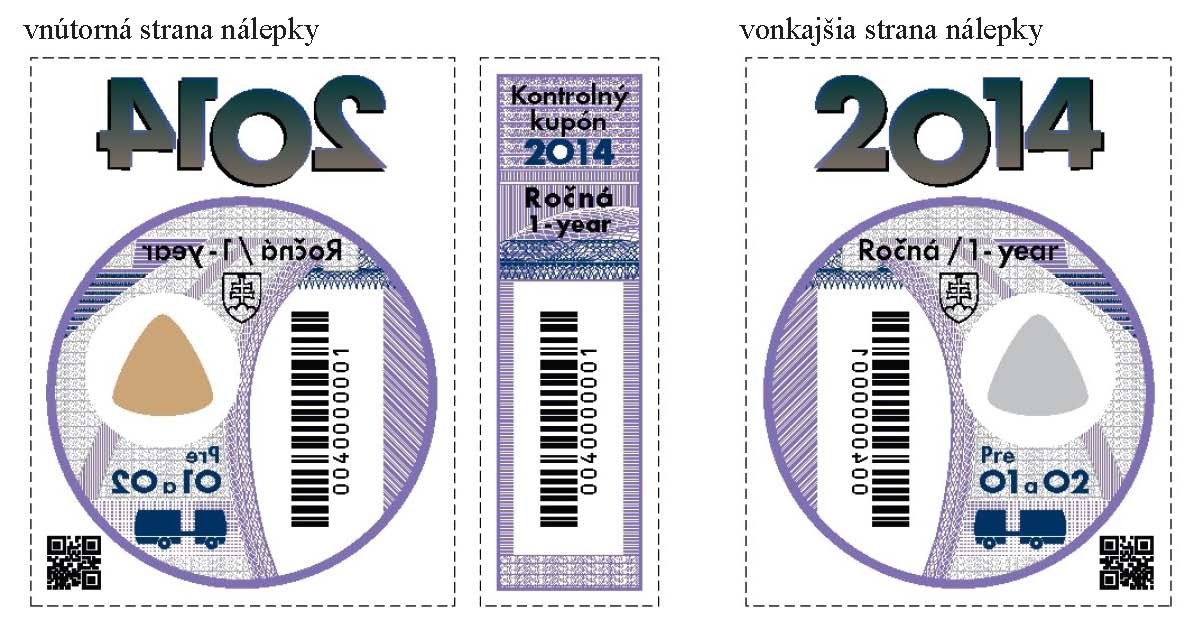 vnútorná strana nálepky
2014
Ročná / 1 - year
0040000001
Pre
01 a 02
Kontrolný
kupón
2014
Ročná
1 - year
0040000001
vonkajšia strana nálepky
2014
Ročná / 1 - year
0040000001
Pre
01 a 02